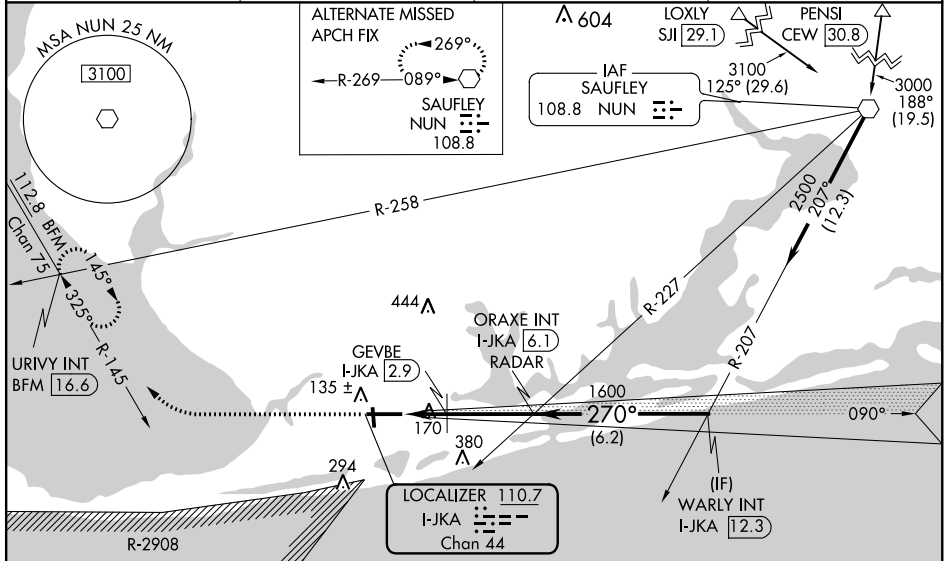 MSA NUN 25 NM
3100
ALTERNATE MISSED
APCH FIX
269°
R-269
089°
SAUFLEY
NUN
108.8
604
LOXLY
SJI 29.1
PENSI
CEW 30.8
3100
125° (29.6)
3000
188°
(19.5)
IAF
SAUFLEY
108.8 NUN
2500
207°
(12.3)
R-258
R-227
R-207
112.8 BFM
Chan 75
145°
325°
R-145
URIVY INT
BFM 16.6
444
ORAXE INT
I-JKA 6.1
RADAR
GEVBE
I-JKA 2.9
135 ±
170
380
294
1600
270°
(6.2)
090°
(IF)
WARLY INT
I-JKA 12.3
LOCALIZER 110.7
I-JKA
Chan 44
R-2908